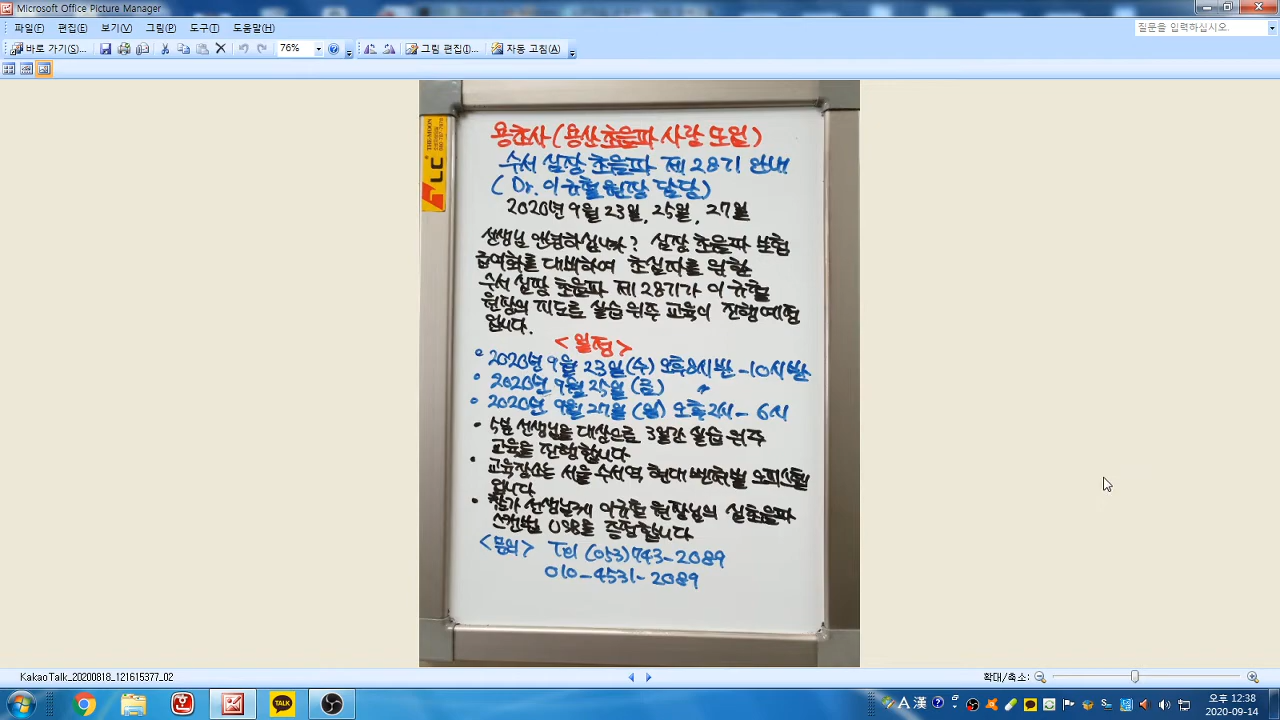 Microsoft Office Picture Manager
파일(F) 편집(E) 보기(V) 그림(P) 도구(T) 도움말(H)
질문을 입력하십시오.
바로 가기(S)... 76% 그림 편집(I)... 자동 고침(A)
용초사 (용산초음파 사랑 모임)
수서 심장 초음파 제 28기 안내
( Dr. 이규철 원장 담당)
2020년 9월 23일, 25일, 27일
선생님 안녕하십니까? 심장 초음파 보험
급여화를 대비하여 초심자를 위한
수서 심장 초음파 제 28기가 이규철
원장의 지도로 실습 위주 교육이 진행예정
입니다.
<일정>
• 2020년 9월 23일(수) 오후8시반-10시반
• 2020년 9월 25일 (금) 〃
• 2020년 9월 27일 (일) 오후2시- 6시
• 5분 선생님을 대상으로 3일간 실습 위주
교육을 진행합니다
• 교육장소는 서울 수서역 현대벤처빌 오피스텔
입니다
• 참가 선생님께 이규철 원장님의 심초음파
스캔법 USB를 증정합니다
<문의> Tel (053)743-2089
010-4531-2089
KakaoTalk_20200818_121615377_02
확대/축소:
TALK
A 漢
오후 12:38
2020-09-14